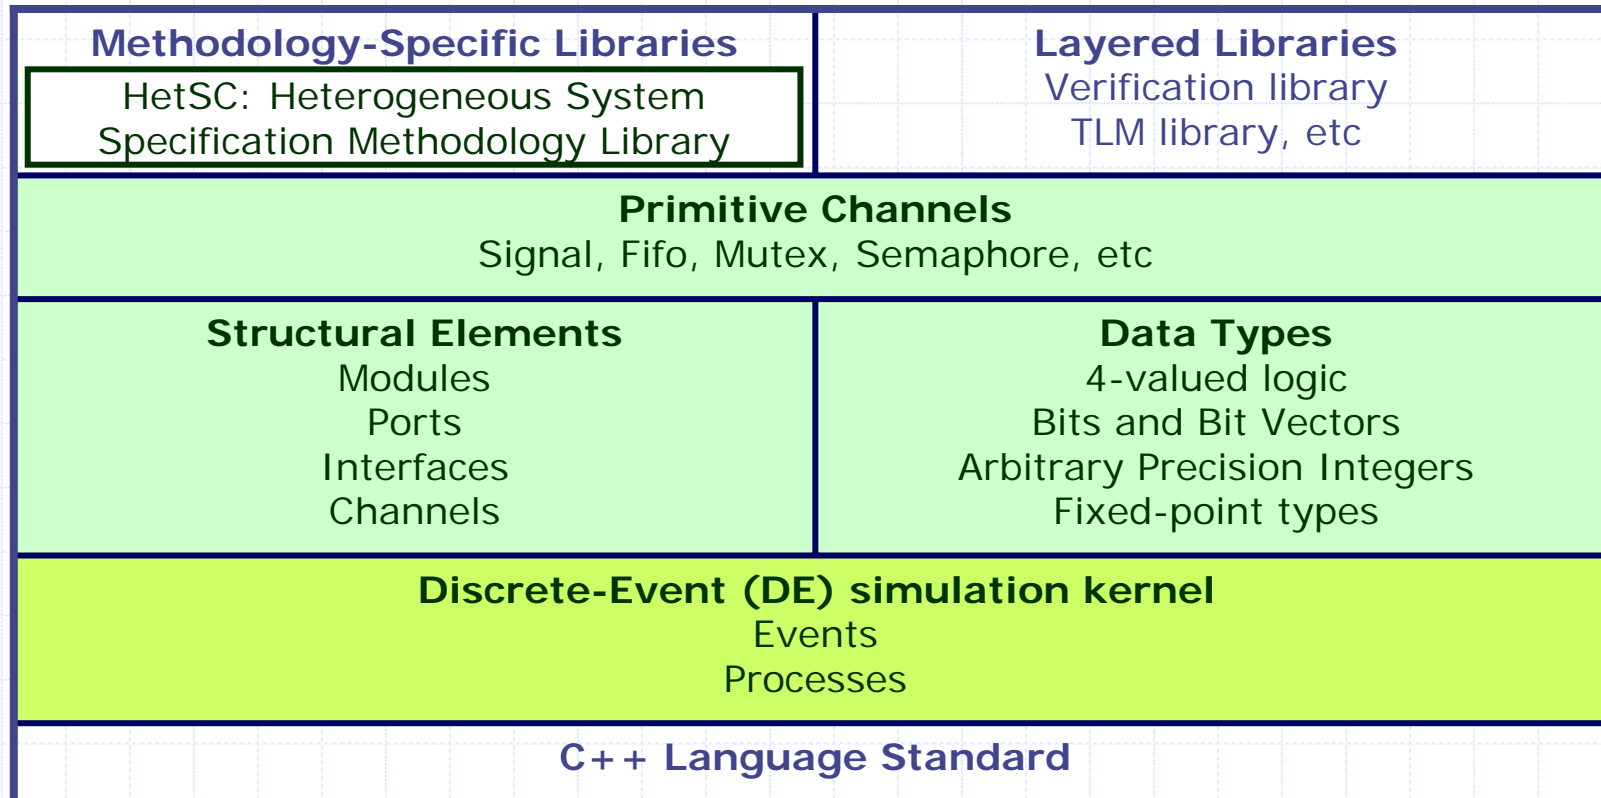 Methodology-Specific Libraries
HetSC: Heterogeneous System
Specification Methodology Library
Layered Libraries
Verification library
TLM library, etc
Primitive Channels
Signal, Fifo, Mutex, Semaphore, etc
Structural Elements
Modules
Ports
Interfaces
Channels
Data Types
4-valued logic
Bits and Bit Vectors
Arbitrary Precision Integers
Fixed-point types
Discrete-Event (DE) simulation kernel
Events
Processes
C++ Language Standard